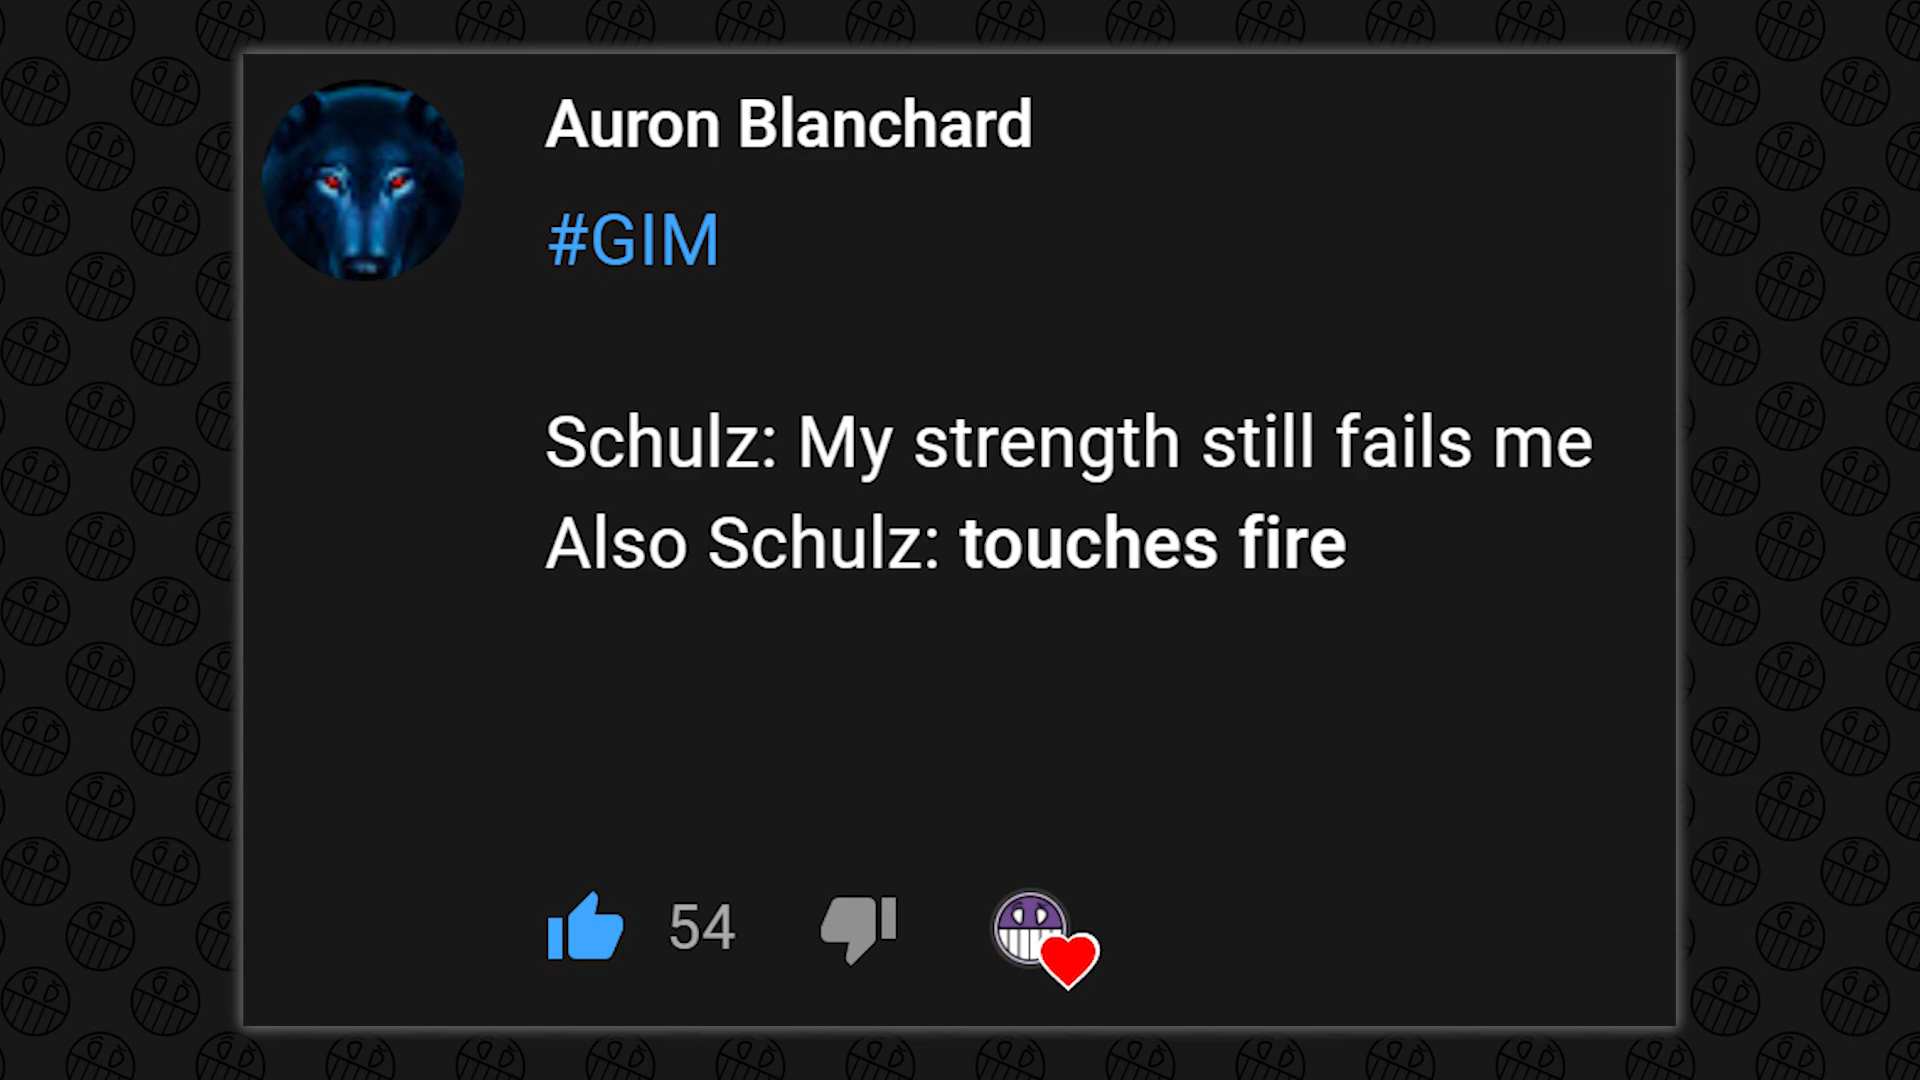 Auron Blanchard
#GIM
Schulz: My strength still fails me
Also Schulz: touches fire
54